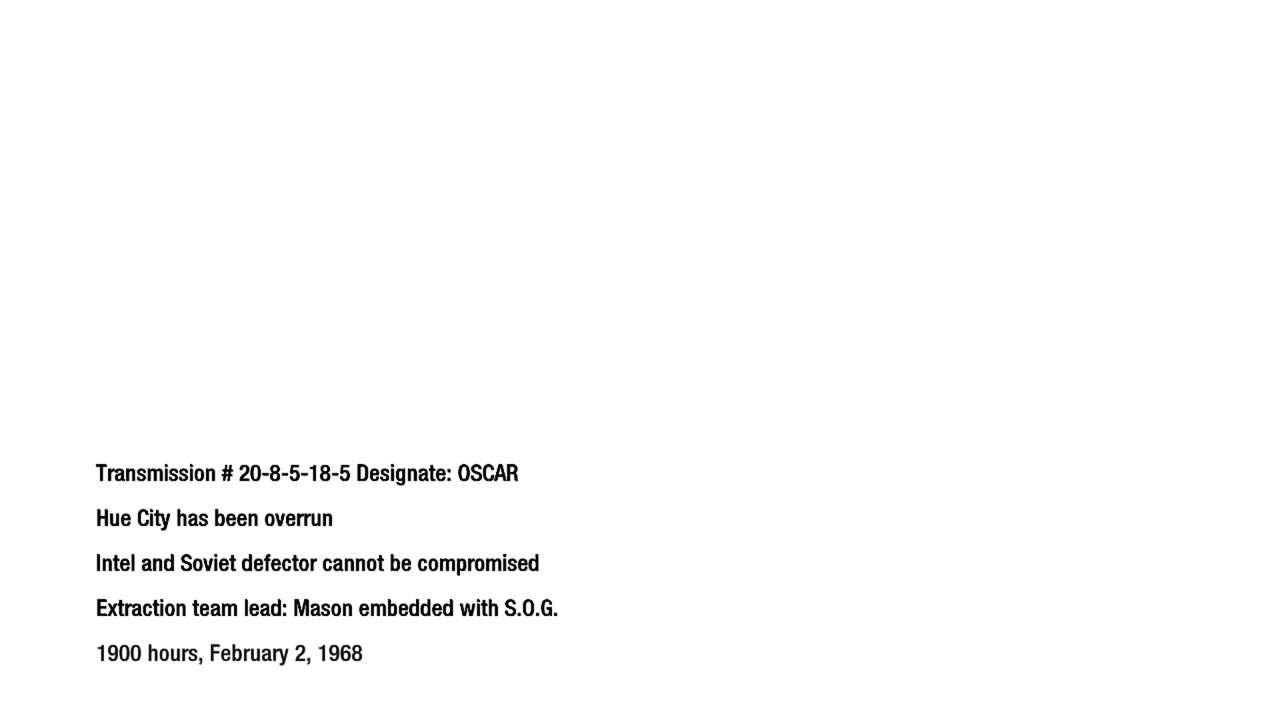 Transmission # 20-8-5-18-5 Designate: OSCAR
Hue City has been overrun
Intel and Soviet defector cannot be compromised
Extraction team lead: Mason embedded with S.O.G.
1900 hours, February 2, 1968